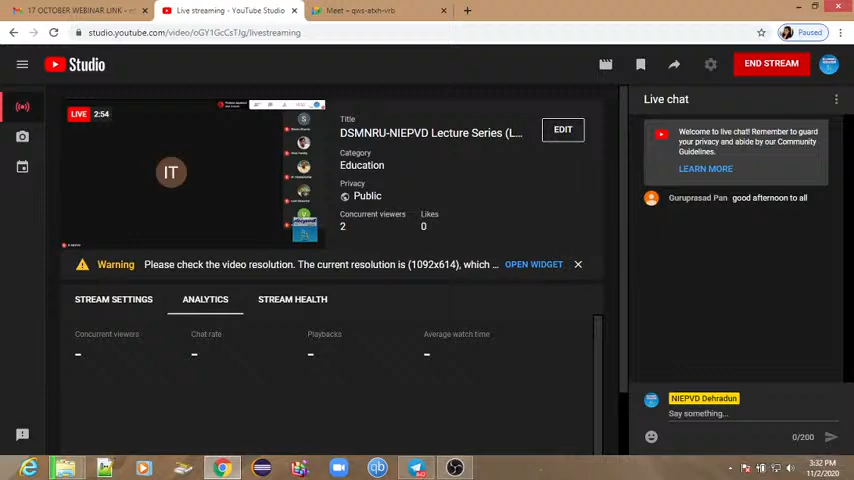 17 OCTOBER WEBINAR LINK - 
Live streaming - YouTube Studio
Meet – qws-atxh-vrb
studio.youtube.com/video/oGY1GcCsTJg/livestreaming
Paused
Studio
END STREAM
LIVE 2:54
IT
Title
DSMNRU-NIEPVD Lecture Series (L...
EDIT
Category
Education
Privacy
Public
Concurrent viewers
Likes
2
0
Warning Please check the video resolution. The current resolution is (1092x614), which ...
OPEN WIDGET
STREAM SETTINGS
ANALYTICS
STREAM HEALTH
Concurrent viewers
Chat rate
Playbacks
Average watch time
–
–
–
–
Live chat
Welcome to live chat! Remember to guard
your privacy and abide by our Community
Guidelines.
LEARN MORE
Guruprasad Pan good afternoon to all
NIEPVD Dehradun
Say something...
0/200
3:32 PM
11/2/2020